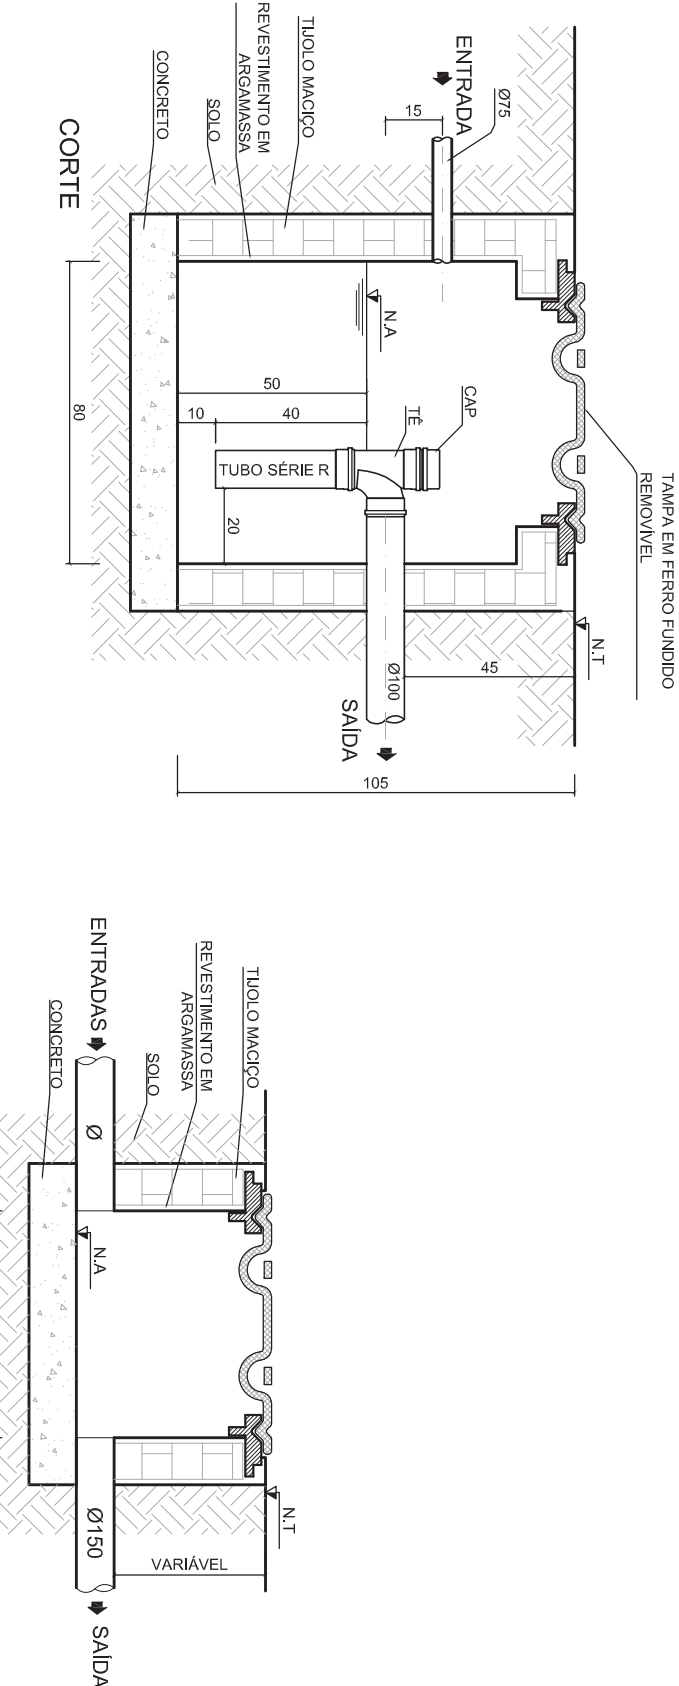 TAMPA EM FERRO FUNDIDO
REMOVÍVEL
Ø75
ENTRADA
15
TIJOLO MACIÇO
REVESTIMENTO EM
ARGAMASSA
SOLO
CONCRETO
N.A
CAP
TÊ
TUBO SÉRIE R
50
10
40
20
80
N.T
45
Ø100
SAÍDA
105
CORTE
TIJOLO MACIÇO
REVESTIMENTO EM
ARGAMASSA
SOLO
CONCRETO
ENTRADAS
Ø
N.A
N.T
VARIÁVEL
Ø150
SAÍDA